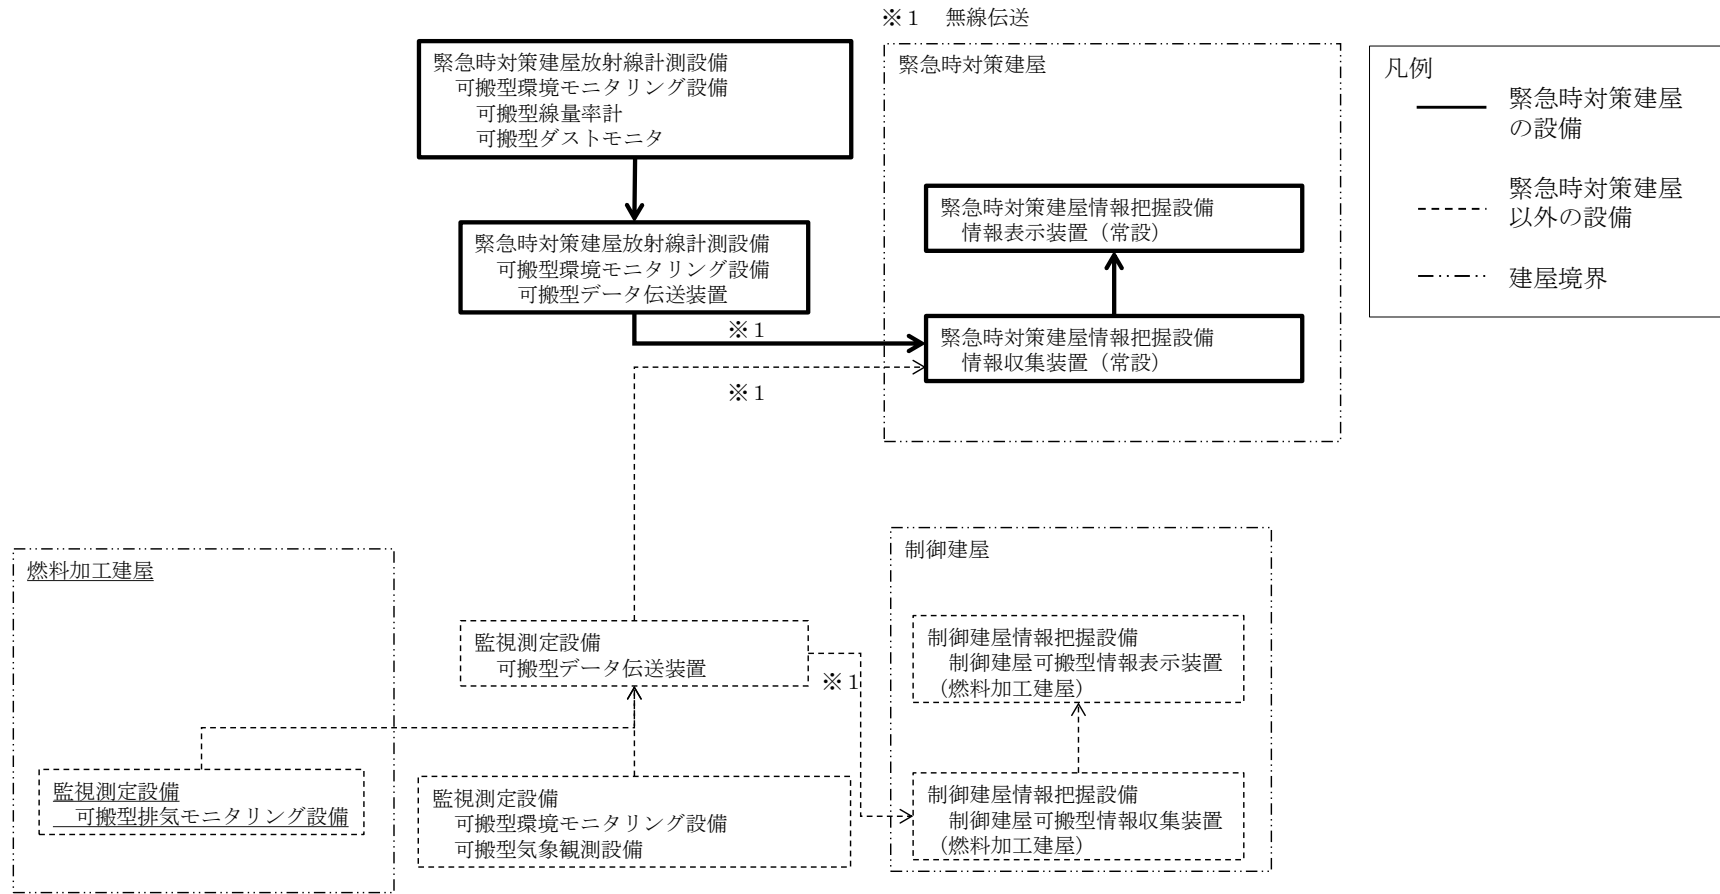 ※１　無線伝送
緊急時対策建屋放射線計測設備
可搬型環境モニタリング設備
可搬型線量率計
可搬型ダストモニタ
緊急時対策建屋
凡例
緊急時対策建屋
の設備
緊急時対策建屋
以外の設備
建屋境界
緊急時対策建屋情報把握設備
情報表示装置（常設）
緊急時対策建屋放射線計測設備
可搬型環境モニタリング設備
可搬型データ伝送装置
※１
緊急時対策建屋情報把握設備
情報収集装置（常設）
※１
燃料加工建屋
制御建屋
監視測定設備
可搬型データ伝送装置
※１
制御建屋情報把握設備
制御建屋可搬型情報表示装置
（燃料加工建屋）
監視測定設備
可搬型排気モニタリング設備
監視測定設備
可搬型環境モニタリング設備
可搬型気象観測設備
制御建屋情報把握設備
制御建屋可搬型情報収集装置
（燃料加工建屋）